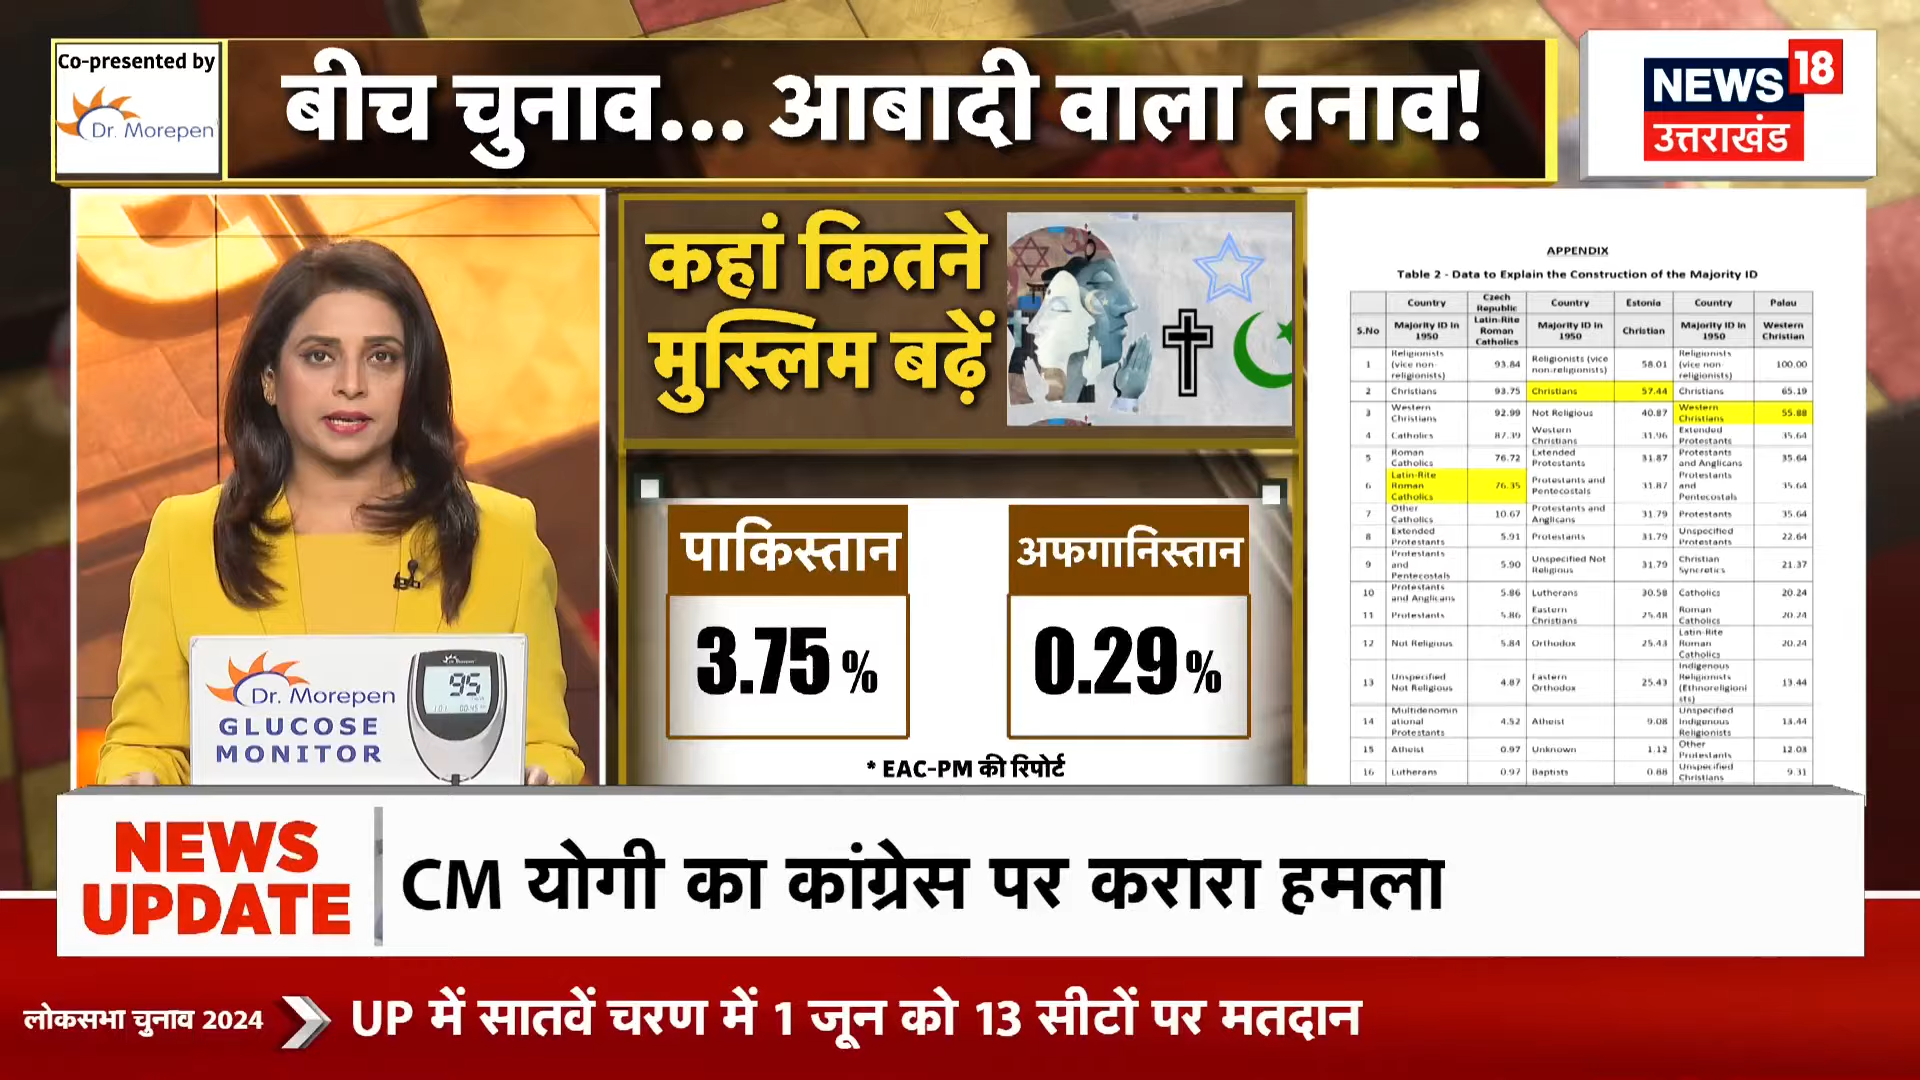 Co-presented by
Dr. Morepen
बीच चुनाव... आबादी वाला तनाव!
NEWS 18
उत्तराखंड
कहां कितने
मुस्लिम बढ़ें
पाकिस्तान
3.75 %
अफगानिस्तान
0.29 %
* EAC-PM की रिपोर्ट
Dr. Morepen
GLUCOSE
MONITOR
95
APPENDIX
Table 2 - Data to Explain the Construction of the Majority ID
S.No Country Czech Republic Country Estonia Country Palau
Majority ID in 1950 Latin-Rite Roman Catholics Majority ID in 1950 Christian Majority ID in 1950 Western Christian
1 Religionists (vice non-religionists) 93.84 Religionists (vice non-religionists) 58.01 Religionists (vice non-religionists) 100.00
2 Christians 93.75 Christians 57.44 Christians 65.19
3 Western Christians 92.99 Not Religious 40.87 Western Christians 55.88
4 Catholics 87.39 Western Christians 31.96 Extended Protestants 35.64
5 Roman Catholics 76.72 Extended Protestants 31.87 Protestants and Anglicans 35.64
6 Latin-Rite Roman Catholics 76.35 Protestants and Pentecostals 31.87 Protestants and Pentecostals 35.64
7 Other Catholics 10.67 Protestants and Anglicans 31.79 Protestants 35.64
8 Extended Protestants 5.91 Protestants 31.79 Unspecified Protestants 22.64
9 Protestants and Pentecostals 5.90 Unspecified Not Religious 31.79 Christian Syncretics 21.37
10 Protestants and Anglicans 5.86 Lutherans 30.58 Catholics 20.24
11 Protestants 5.86 Eastern Christians 25.48 Roman Catholics 20.24
12 Not Religious 5.84 Orthodox 25.43 Latin-Rite Roman Catholics 20.24
13 Unspecified Not Religious 4.87 Eastern Orthodox 25.43 Indigenous Religionists (Ethnoreligionists) 13.44
14 Multidenominational Protestants 4.52 Atheist 9.08 Unspecified Indigenous Religionists 13.44
15 Atheist 0.97 Unknown 1.12 Other Protestants 12.03
16 Lutherans 0.97 Baptists 0.88 Unspecified Christians 9.31
NEWS
UPDATE
CM योगी का कांग्रेस पर करारा हमला
लोकसभा चुनाव 2024
UP में सातवें चरण में 1 जून को 13 सीटों पर मतदान